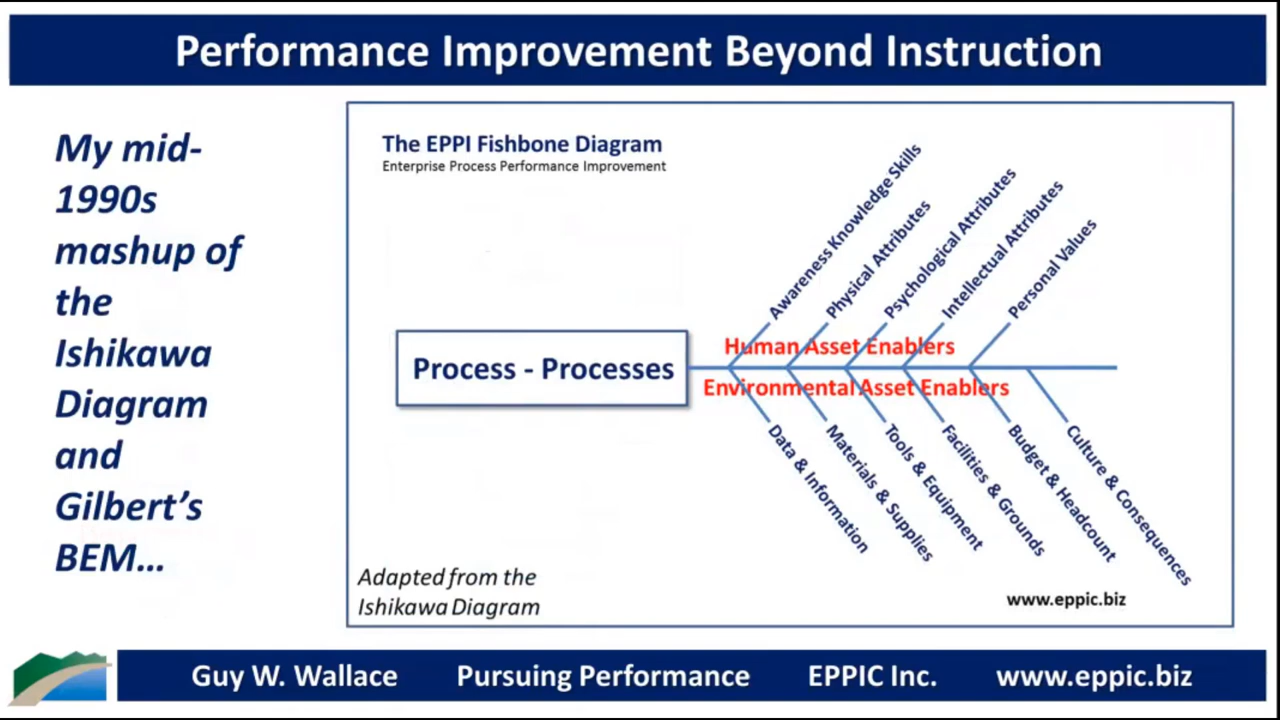 Performance Improvement Beyond Instruction
My mid-
1990s
mashup of
the
Ishikawa
Diagram
and
Gilbert's
BEM...
The EPPI Fishbone Diagram
Enterprise Process Performance Improvement
Awareness Knowledge Skills
Physical Attributes
Psychological Attributes
Intellectual Attributes
Personal Values
Human Asset Enablers
Process - Processes
Environmental Asset Enablers
Data & Information
Materials & Supplies
Tools & Equipment
Facilities & Grounds
Budget & Headcount
Culture & Consequences
Adapted from the
Ishikawa Diagram
www.eppic.biz
Guy W. Wallace Pursuing Performance EPPIC Inc. www.eppic.biz